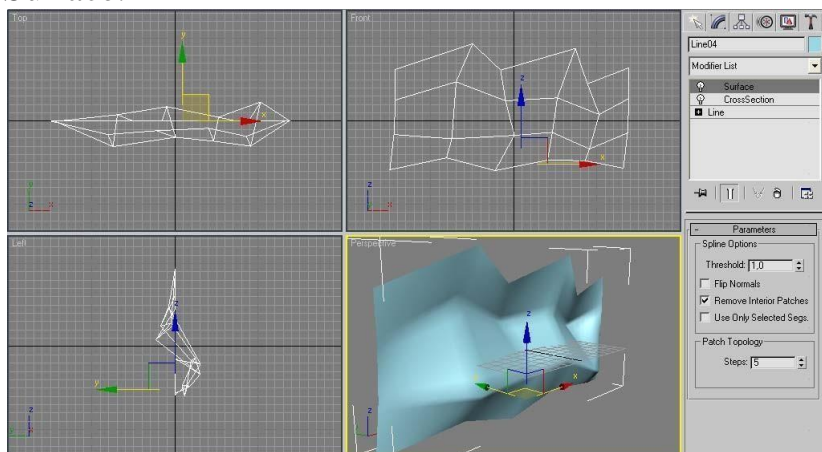 Top
Front
Left
Perspective
y
x
z
x
y
z
x
z
x
z
y
z
x
z
y
x
Line04
Modifier List
Surface
CrossSection
Line
- Parameters
Spline Options
Threshold: 1,0
Flip Normals
Remove Interior Patches
Use Only Selected Segs.
Patch Topology
Steps: 5